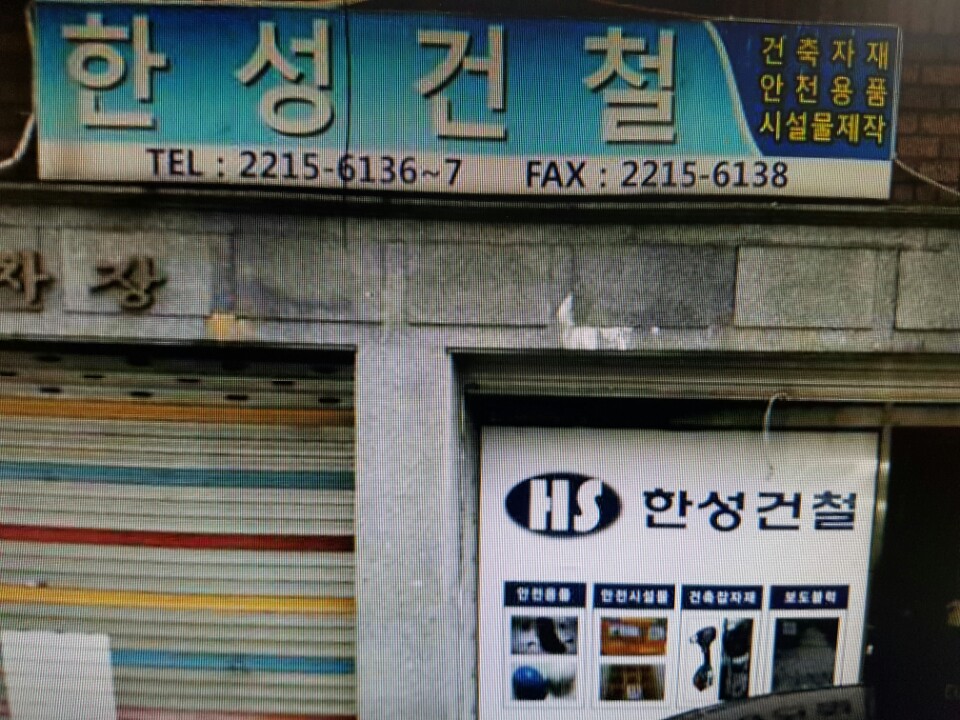 한성건철
건축자재
안전용품
시설물제작
TEL : 2215-6136~7 FAX : 2215-6138
장
HS 한성건철
안전용품 안전시설물 건축잡자재 보도블럭